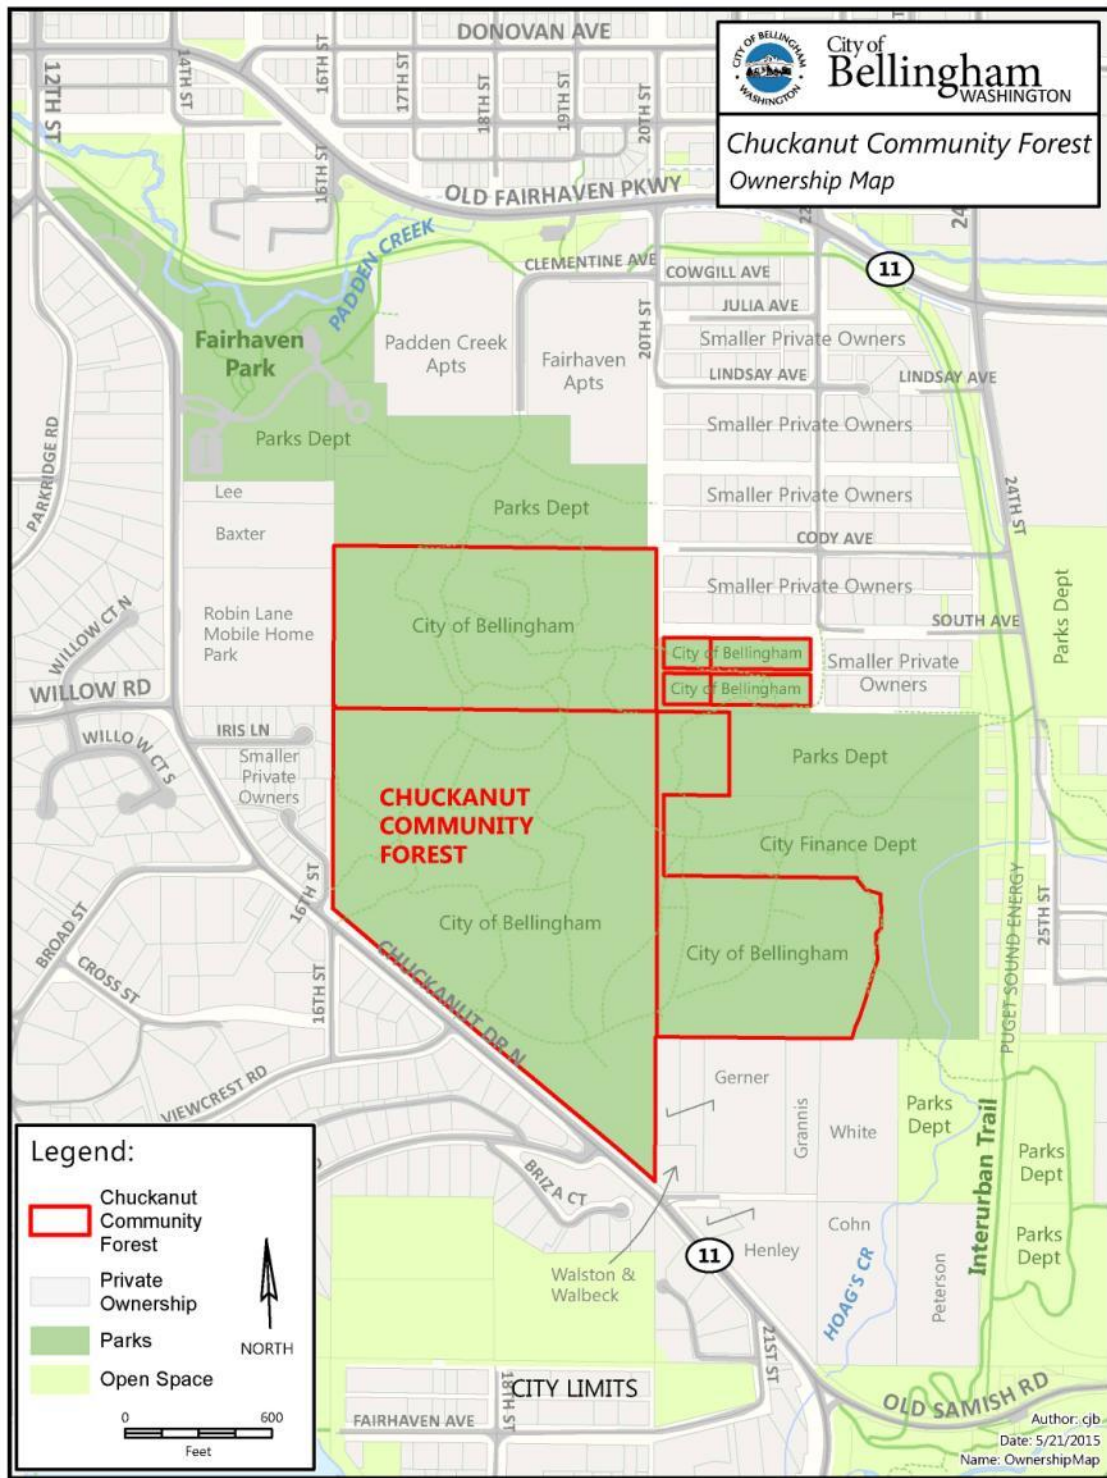 DONOVAN AVE
12TH ST
14TH ST
16TH ST
17TH ST
18TH ST
19TH ST
20TH ST
CITY OF BELLINGHAM
WASHINGTON
City of
Bellingham
WASHINGTON
Chuckanut Community Forest
Ownership Map
16TH ST
OLD FAIRHAVEN PKWY
22
24
PADDEN CREEK
CLEMENTINE AVE
COWGILL AVE
11
JULIA AVE
20TH ST
Smaller Private Owners
Fairhaven
Park
Padden Creek
Apts
Fairhaven
Apts
LINDSAY AVE
LINDSAY AVE
PARKRIDGE RD
Parks Dept
Smaller Private Owners
Lee
Parks Dept
Smaller Private Owners
24TH ST
Baxter
CODY AVE
Smaller Private Owners
Parks Dept
WILLOW CT N
Robin Lane
Mobile Home
Park
City of Bellingham
SOUTH AVE
City of Bellingham
City of Bellingham
Smaller Private
Owners
WILLOW RD
WILLO W CT S
IRIS LN
Smaller
Private
Owners
Parks Dept
CHUCKANUT
COMMUNITY
FOREST
City Finance Dept
16TH ST
BROAD ST
City of Bellingham
City of Bellingham
PUGET SOUND ENERGY
25TH ST
CROSS ST
16TH ST
CHUCKANUT DR N
VIEWCREST RD
Gerner
Grannis
White
Parks
Dept
Interurban Trail
Parks
Dept
BRIZA CT
Cohn
Parks
Dept
11
Henley
Walston &
Walbeck
HOAG'S CR
Peterson
21ST ST
18TH ST
CITY LIMITS
FAIRHAVEN AVE
OLD SAMISH RD
Legend:
Chuckanut
Community
Forest
Private
Ownership
Parks
Open Space
NORTH
0 600
Feet
Author: cjb
Date: 5/21/2015
Name: OwnershipMap